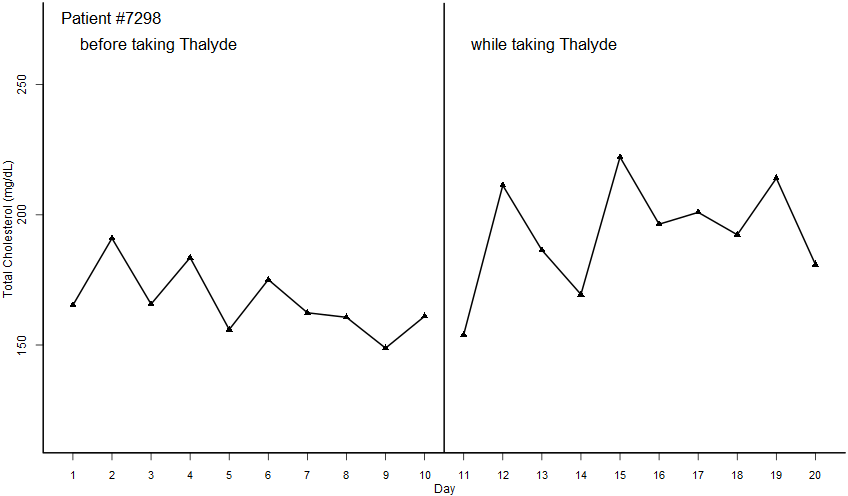 Patient #7298
before taking Thalyde
while taking Thalyde
250
200
150
Total Cholesterol (mg/dL)
1 2 3 4 5 6 7 8 9 10 11 12 13 14 15 16 17 18 19 20
Day